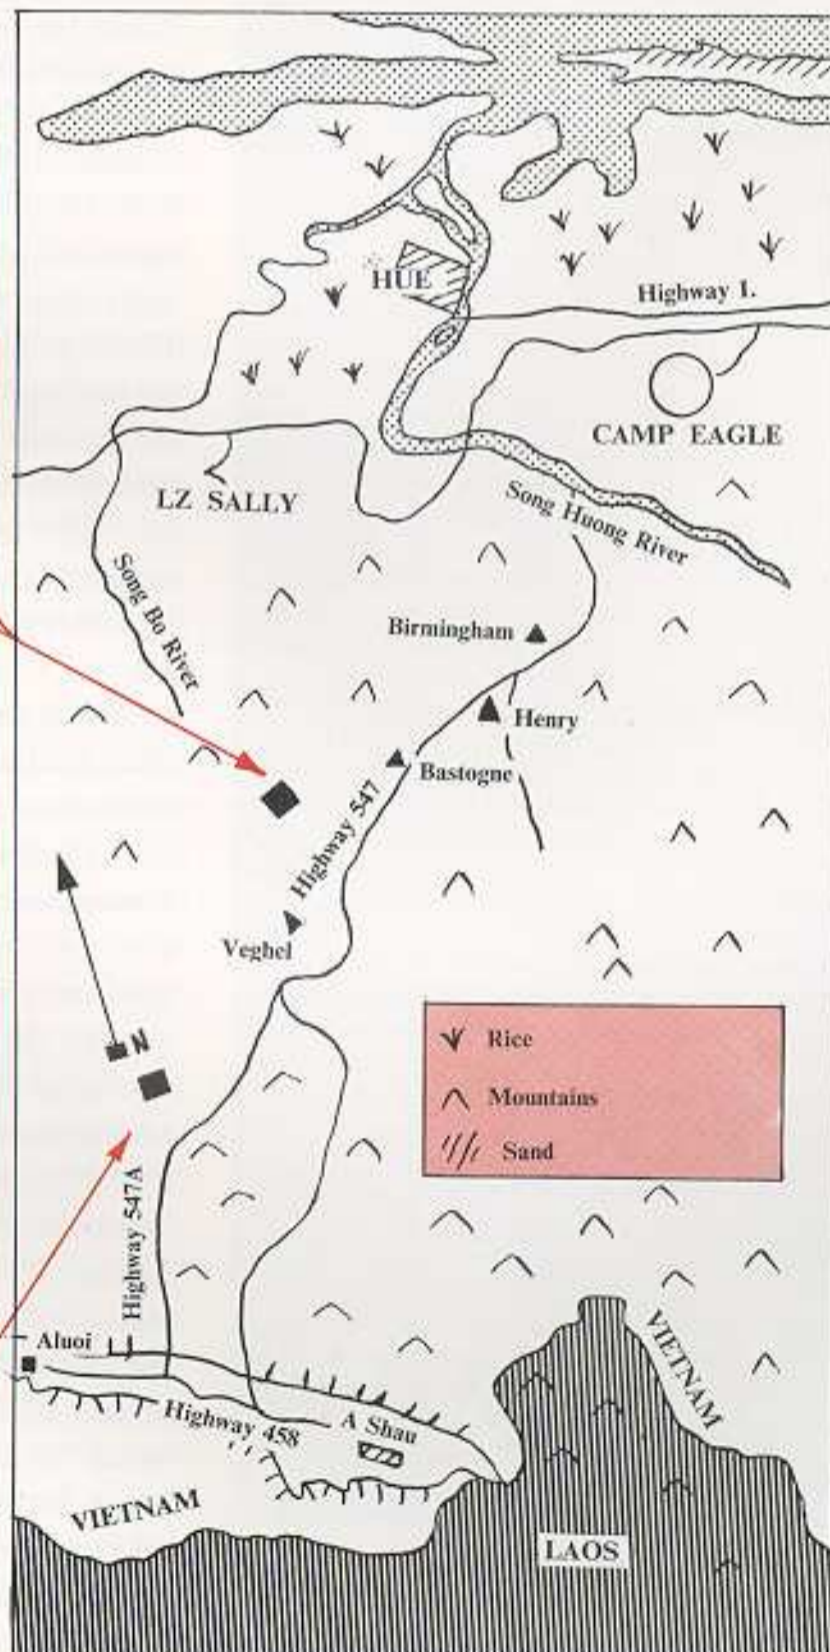 HUE
Highway 1.
CAMP EAGLE
LZ SALLY
Song Huong River
Song Bo River
Birmingham
Henry
Bastogne
Highway 547
Veghel
N
Rice
Mountains
Sand
Highway 547A
Aluoi
VIETNAM
Highway 458
A Shau
VIETNAM
LAOS